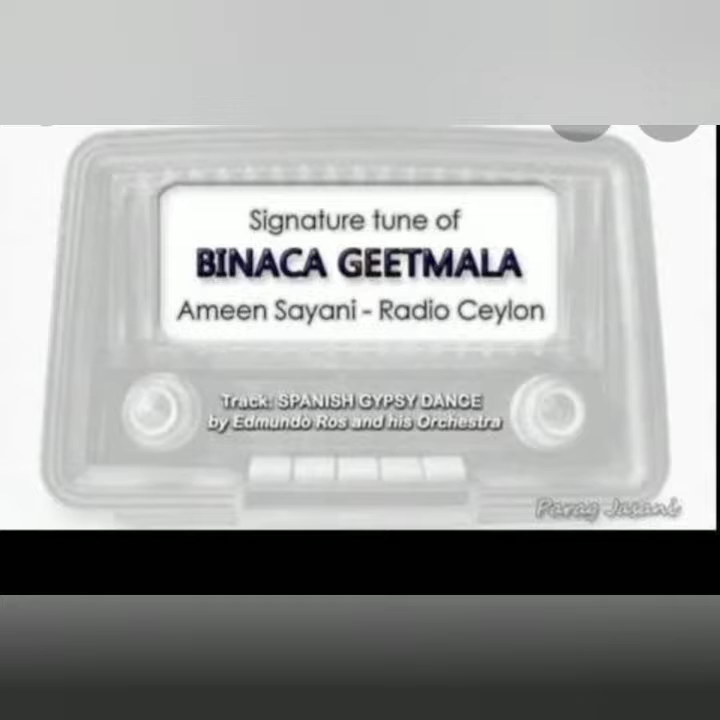 Signature tune of
BINACA GEETMALA
Ameen Sayani - Radio Ceylon
Track: SPANISH GYPSY DANCE
by Edmundo Ros and his Orchestra
Parag Jasani